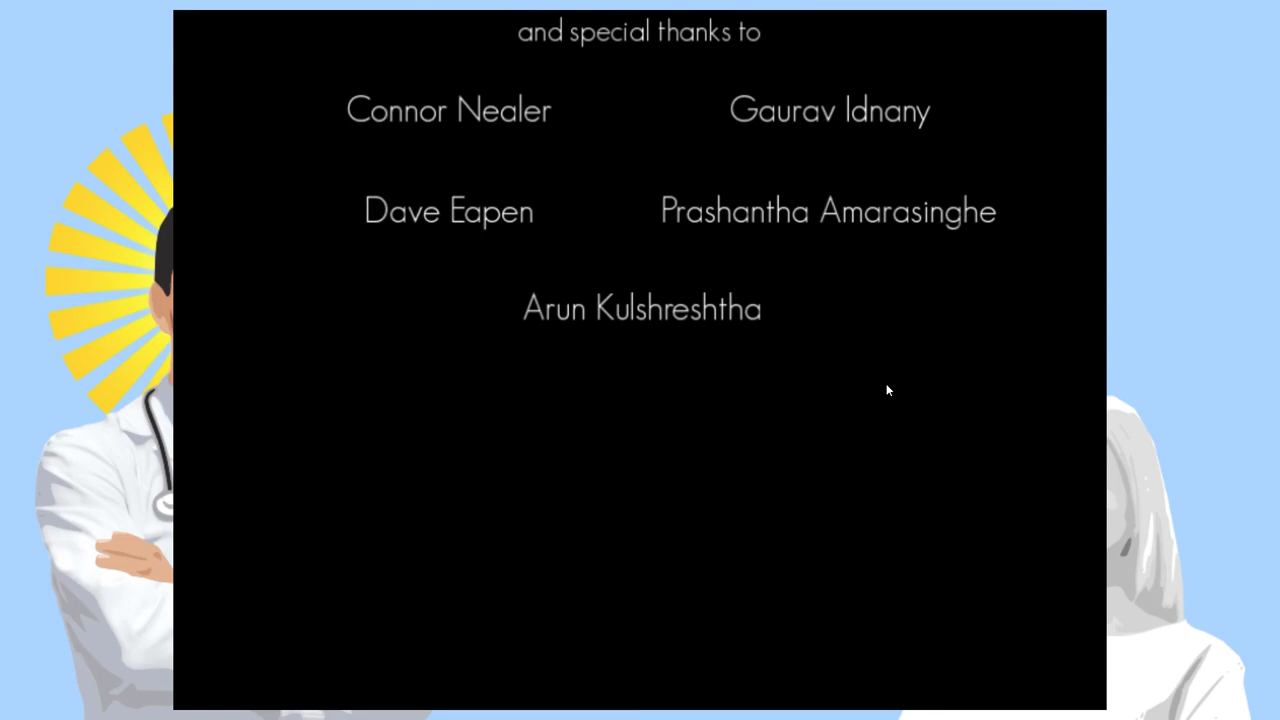 and special thanks to
Connor Nealer Gaurav Idnany
Dave Eapen Prashantha Amarasinghe
Arun Kulshreshtha